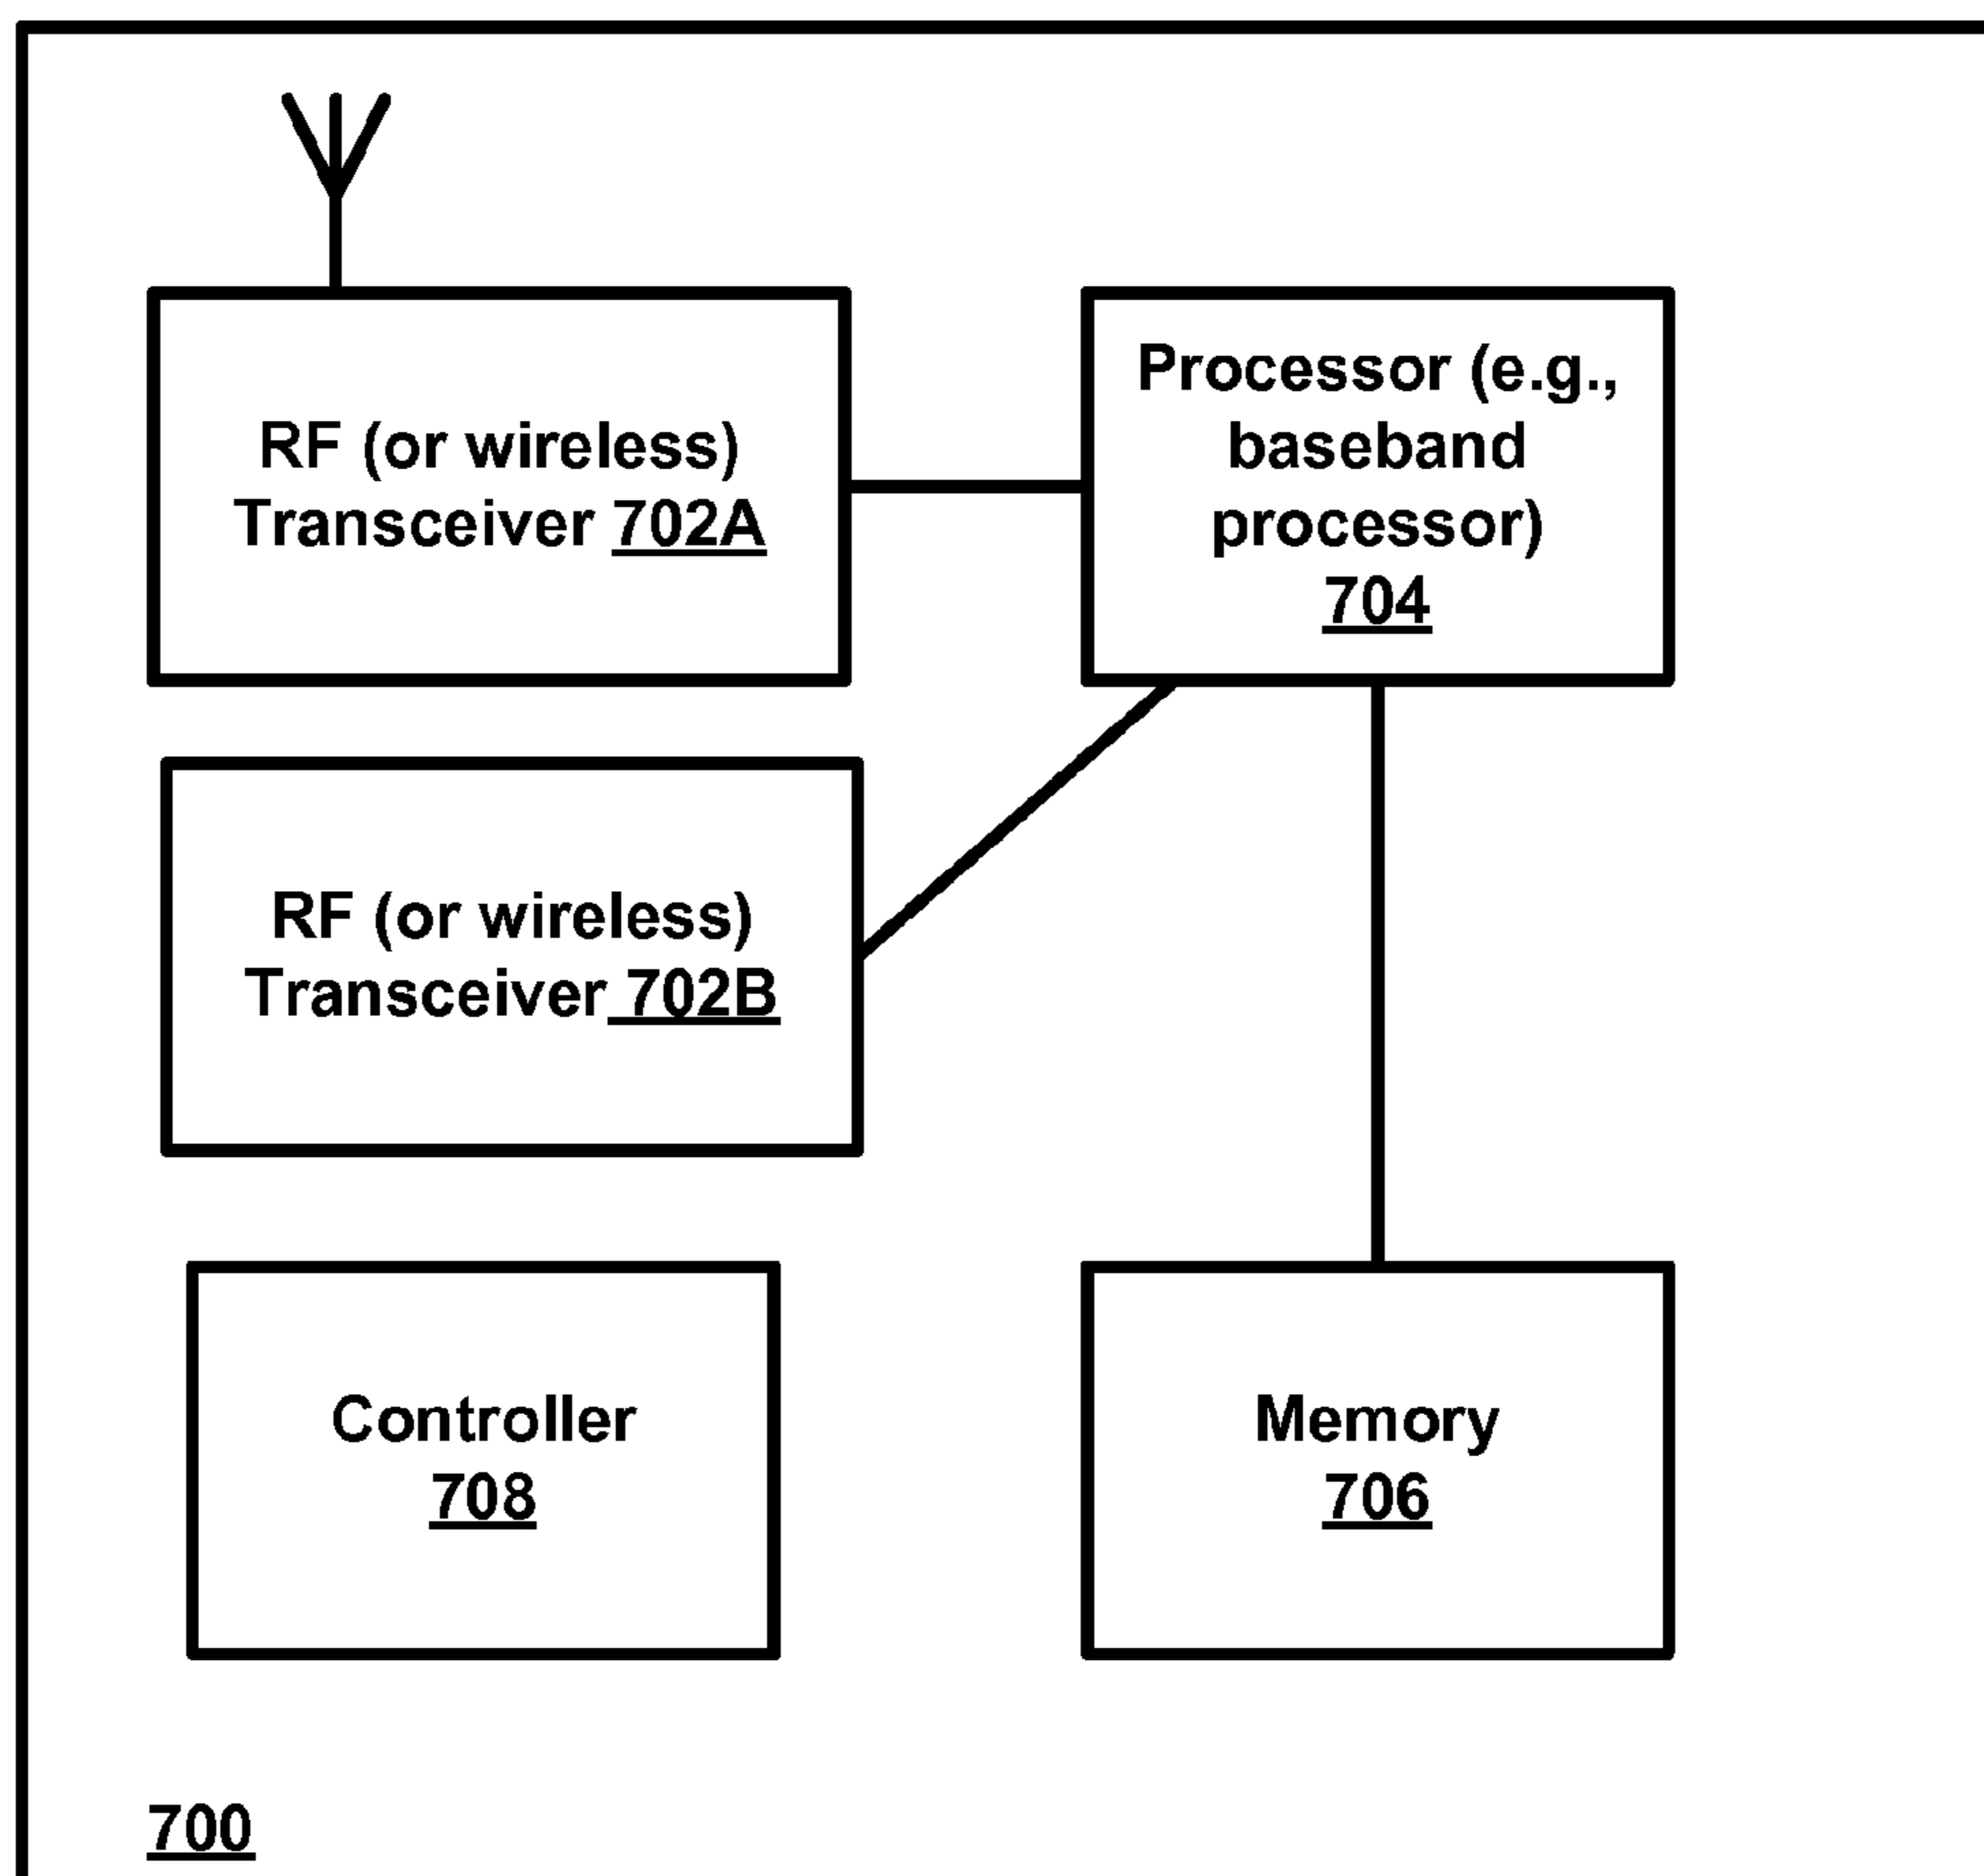 RF (or wireless)
Transceiver 702A
Processor (e.g.,
baseband
processor)
704
RF (or wireless)
Transceiver 702B
Controller
708
Memory
706
700